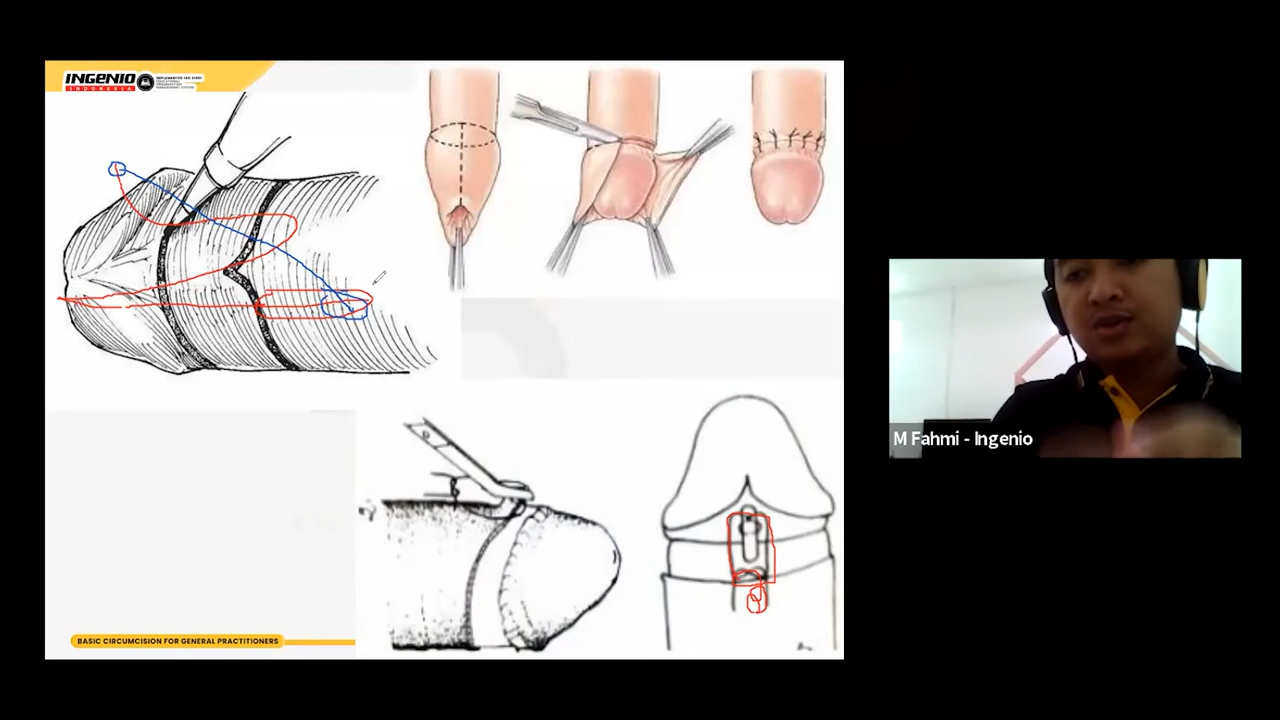 INGENIO
INDONESIA
BASIC CIRCUMCISION FOR GENERAL PRACTITIONERS
M Fahmi - Ingenio